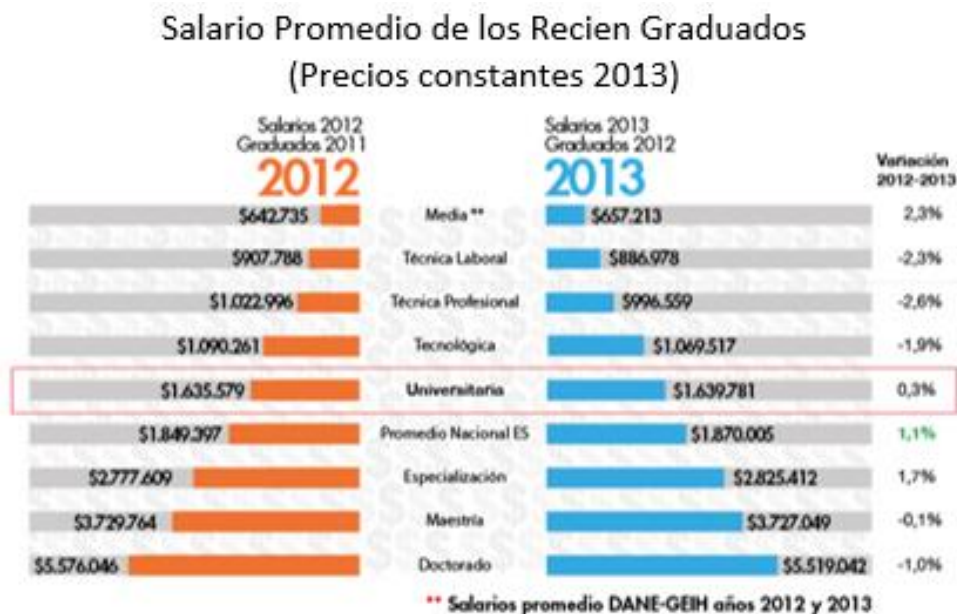 Salario Promedio de los Recien Graduados
(Precios constantes 2013)
Salarios 2012
Graduados 2011
2012
Salarios 2013
Graduados 2012
2013
Variación
2012-2013
$642.735 Media ** $657.213 2,3%
$907.788 Técnica Laboral $886.978 -2,3%
$1.022.996 Técnica Profesional $996.559 -2,6%
$1.090.261 Tecnológica $1.069.517 -1,9%
$1.635.579 Universitaria $1.639.781 0,3%
$1.849.397 Promedio Nacional ES $1.870.005 1,1%
$2.777.609 Especialización $2.825.412 1,7%
$3.729.764 Maestría $3.727.049 -0,1%
$5.576.046 Doctorado $5.519.042 -1,0%
** Salarios promedio DANE-GEIH años 2012 y 2013